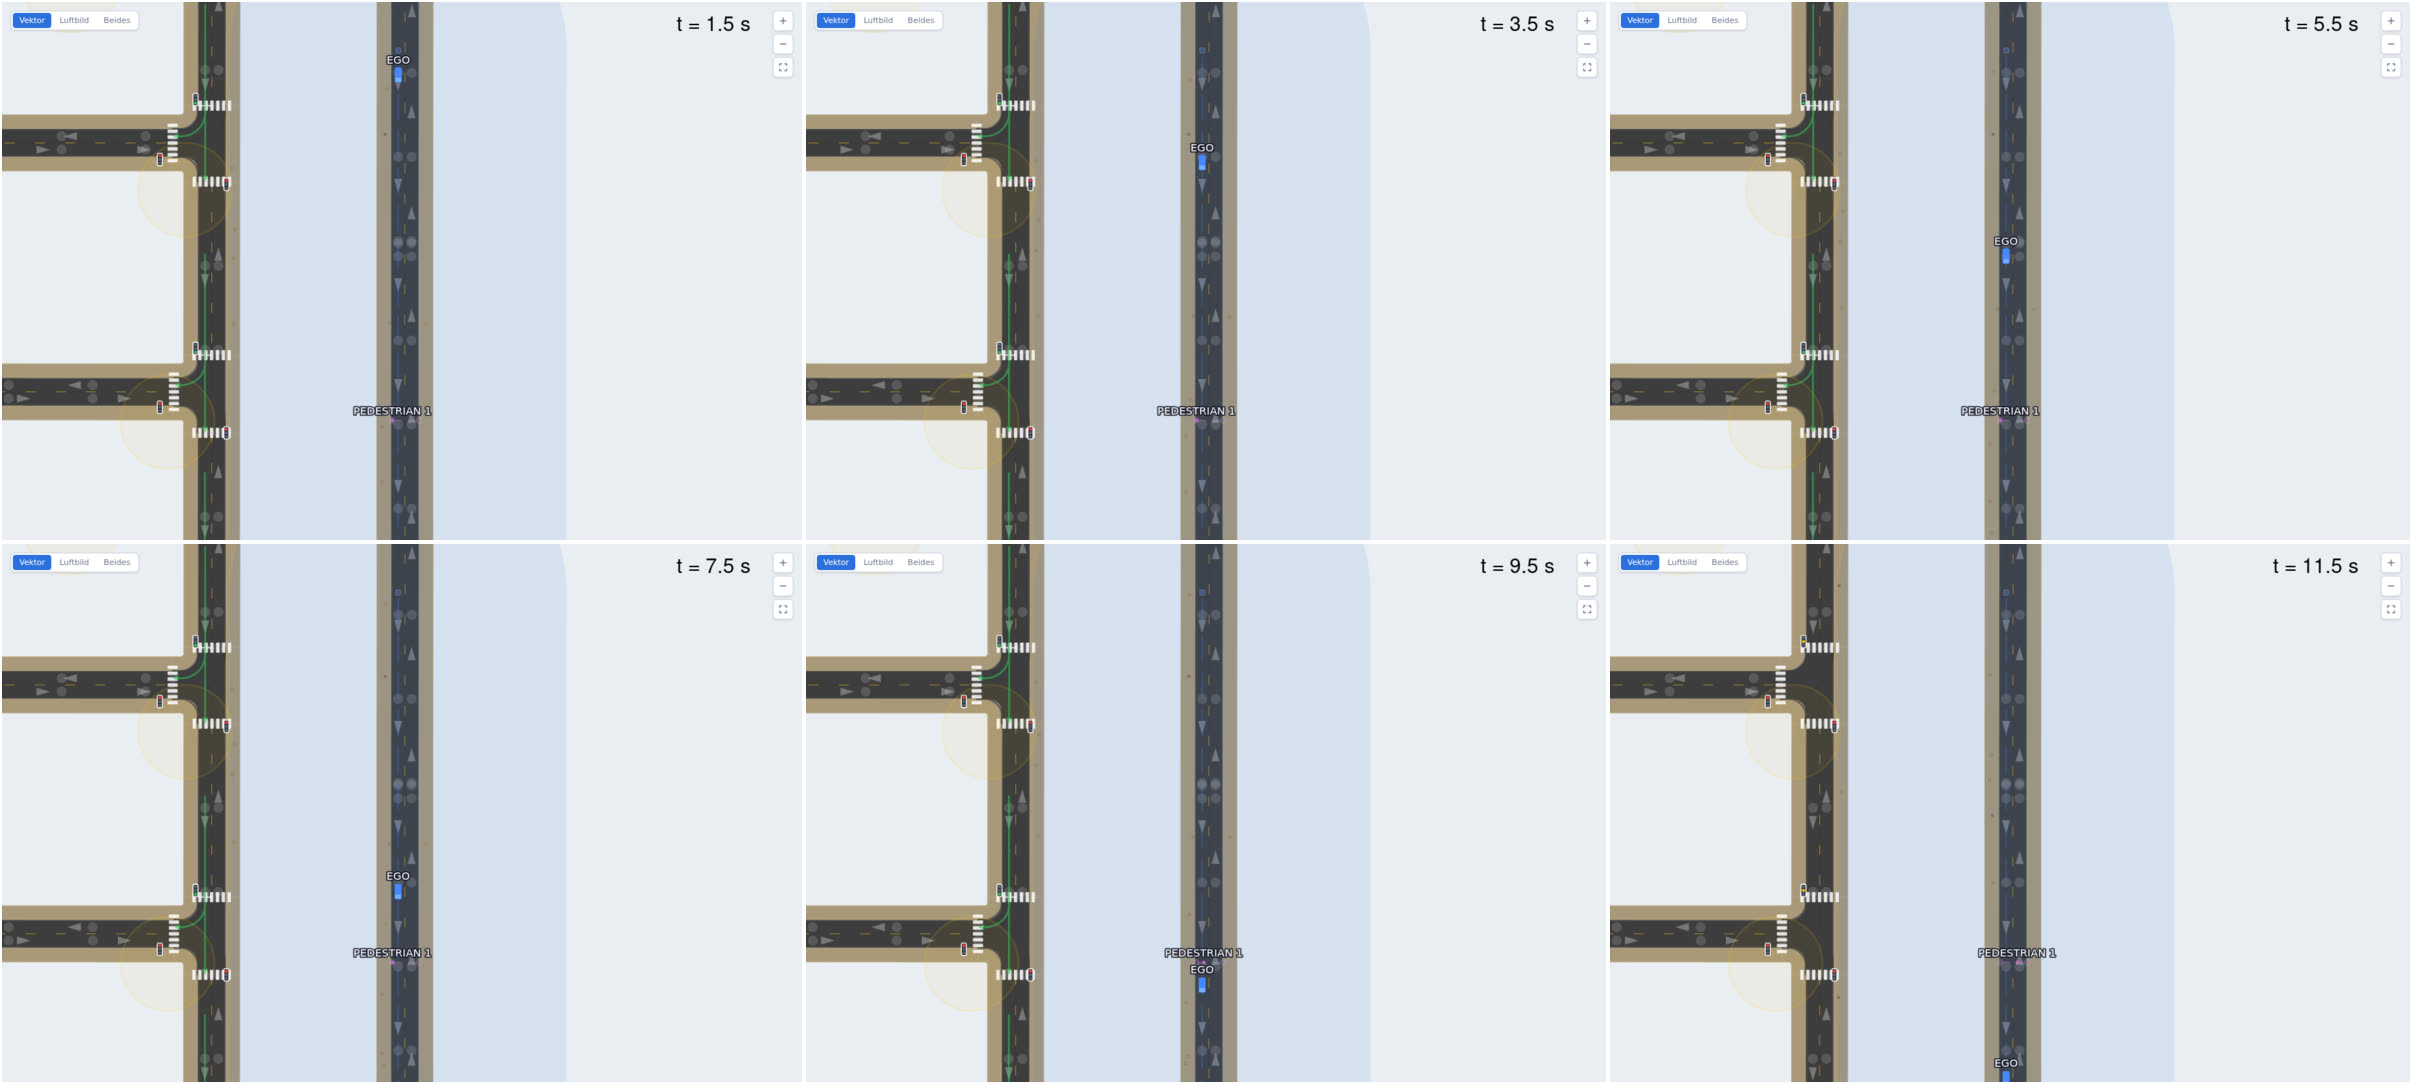 Vektor Luftbild Beides
t = 1.5 s
+
−
EGO
PEDESTRIAN 1
Vektor Luftbild Beides
t = 3.5 s
+
−
EGO
PEDESTRIAN 1
Vektor Luftbild Beides
t = 5.5 s
+
−
EGO
PEDESTRIAN 1
Vektor Luftbild Beides
t = 7.5 s
+
−
EGO
PEDESTRIAN 1
Vektor Luftbild Beides
t = 9.5 s
+
−
PEDESTRIAN 1
EGO
Vektor Luftbild Beides
t = 11.5 s
+
−
PEDESTRIAN 1
EGO